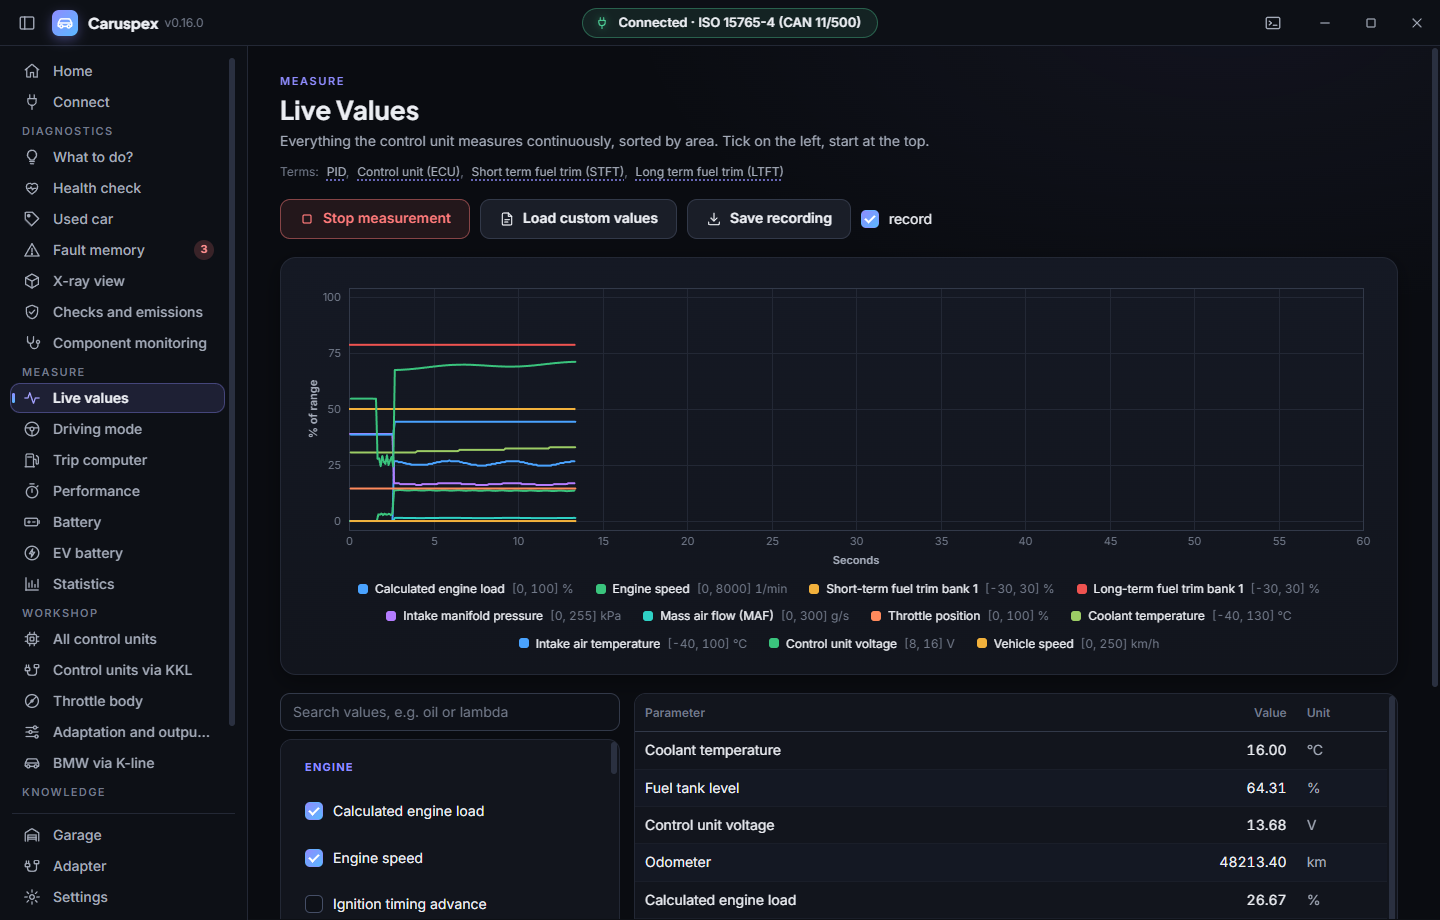 Caruspex v0.16.0
Connected · ISO 15765-4 (CAN 11/500)
Home
Connect
DIAGNOSTICS
What to do?
Health check
Used car
Fault memory 3
X-ray view
Checks and emissions
Component monitoring
MEASURE
Live values
Driving mode
Trip computer
Performance
Battery
EV battery
Statistics
WORKSHOP
All control units
Control units via KKL
Throttle body
Adaptation and outpu...
BMW via K-line
KNOWLEDGE
Garage
Adapter
Settings
MEASURE
Live Values
Everything the control unit measures continuously, sorted by area. Tick on the left, start at the top.
Terms: PID, Control unit (ECU), Short term fuel trim (STFT), Long term fuel trim (LTFT)
Stop measurement Load custom values Save recording record
100
75
50
25
0
% of range
0 5 10 15 20 25 30 35 40 45 50 55 60
Seconds
Calculated engine load [0, 100] % Engine speed [0, 8000] 1/min Short-term fuel trim bank 1 [-30, 30] % Long-term fuel trim bank 1 [-30, 30] %
Intake manifold pressure [0, 255] kPa Mass air flow (MAF) [0, 300] g/s Throttle position [0, 100] % Coolant temperature [-40, 130] °C
Intake air temperature [-40, 100] °C Control unit voltage [8, 16] V Vehicle speed [0, 250] km/h
Search values, e.g. oil or lambda
ENGINE
Calculated engine load
Engine speed
Ignition timing advance
Parameter Value Unit
Coolant temperature 16.00 °C
Fuel tank level 64.31 %
Control unit voltage 13.68 V
Odometer 48213.40 km
Calculated engine load 26.67 %